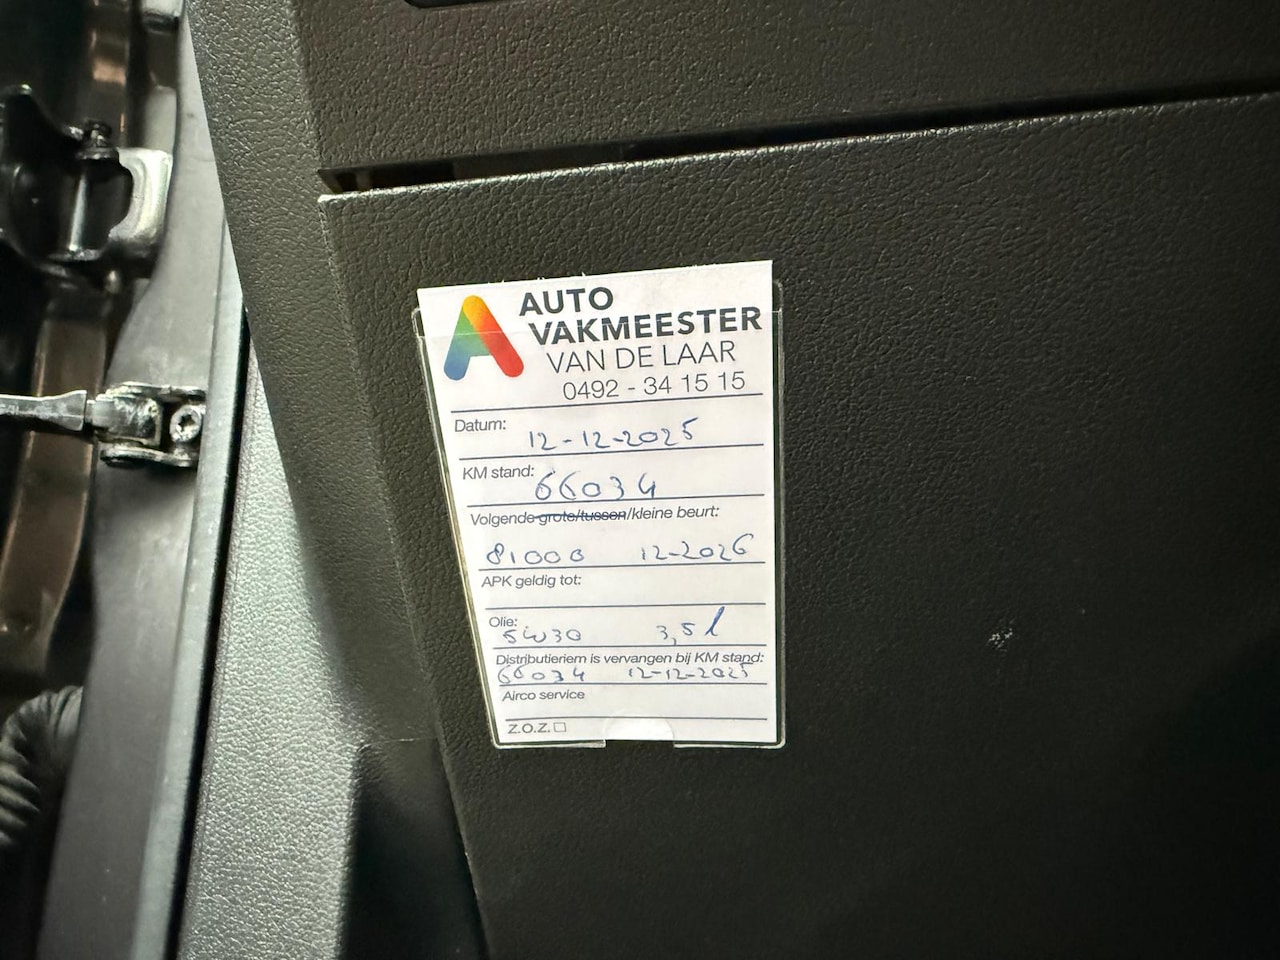 AUTO
VAKMEESTER
VAN DE LAAR
0492 - 34 15 15
Datum:
12-12-2025
KM stand: 66034
Volgende grote/tussen/kleine beurt:
81000 12-2026
APK geldig tot:
Olie:
5W30 3,5 l
Distributieriem is vervangen bij KM stand:
66034 12-12-2025
Airco service
Z.O.Z. □